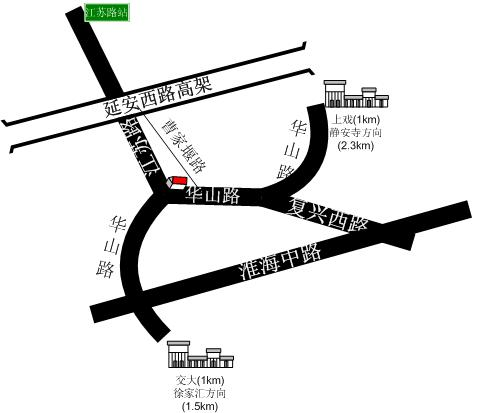 江苏路站
延安西路高架
江苏路
曹家堰路
华山路
上戏(1km)
静安寺方向
(2.3km)
华山路
复兴西路
华山路
淮海中路
交大(1km)
徐家汇方向
(1.5km)